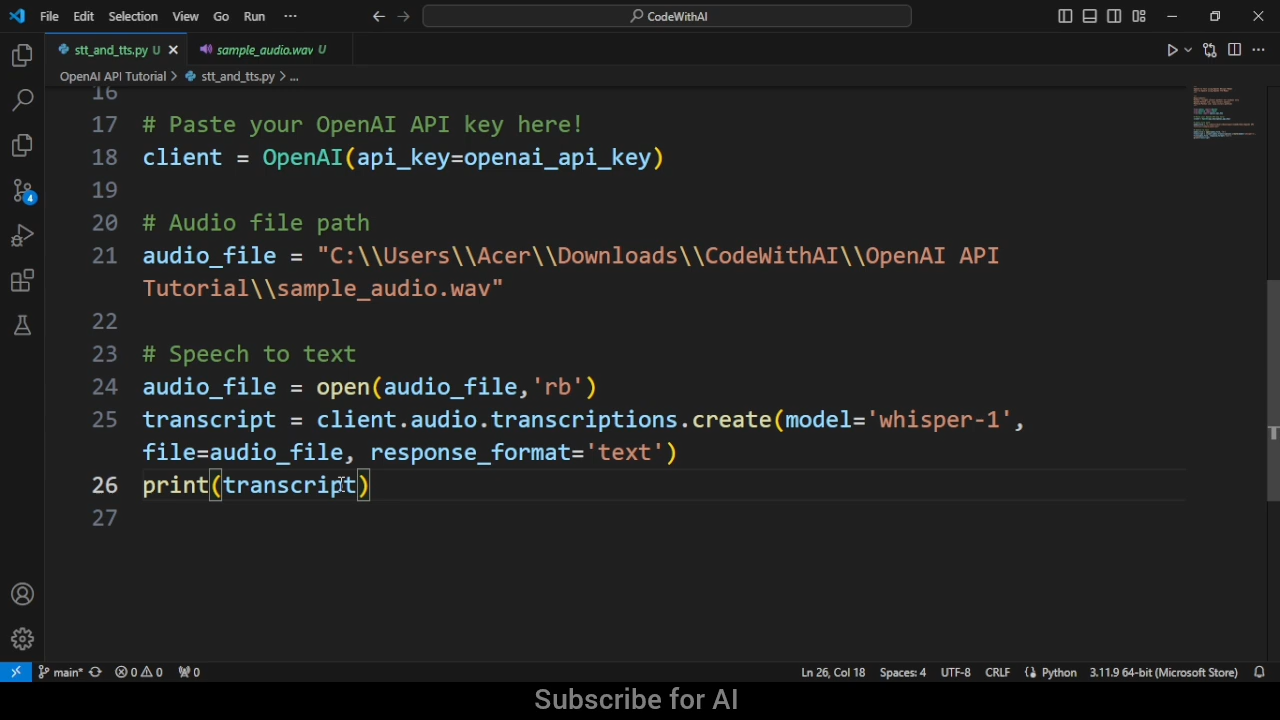 File Edit Selection View Go Run ··· CodeWithAI
stt_and_tts.py U sample_audio.wav U
OpenAI API Tutorial > stt_and_tts.py > ...
16
17 # Paste your OpenAI API key here!
18 client = OpenAI(api_key=openai_api_key)
19
20 # Audio file path
21 audio_file = "C:\\Users\\Acer\\Downloads\\CodeWithAI\\OpenAI API
Tutorial\\sample_audio.wav"
22
23 # Speech to text
24 audio_file = open(audio_file,'rb')
25 transcript = client.audio.transcriptions.create(model='whisper-1',
file=audio_file, response_format='text')
26 print(transcript)
27
4
main* 0 0 0 Ln 26, Col 18 Spaces: 4 UTF-8 CRLF Python 3.11.9 64-bit (Microsoft Store)
Subscribe for AI